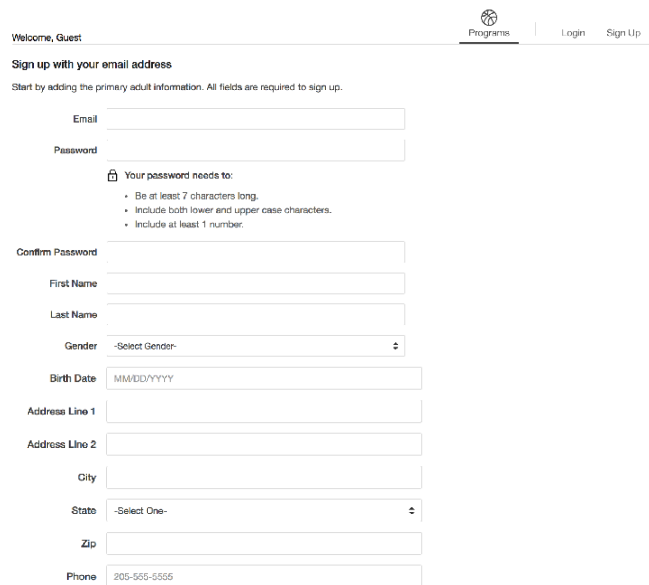 Programs
Login
Sign Up
Welcome, Guest
Sign up with your email address
Start by adding the primary adult information. All fields are required to sign up.
Email
Password
Your password needs to:
• Be at least 7 characters long.
• Include both lower and upper case characters.
• Include at least 1 number.
Confirm Password
First Name
Last Name
Gender -Select Gender-
Birth Date MM/DD/YYYY
Address Line 1
Address Line 2
City
State -Select One-
Zip
Phone 205-555-5555